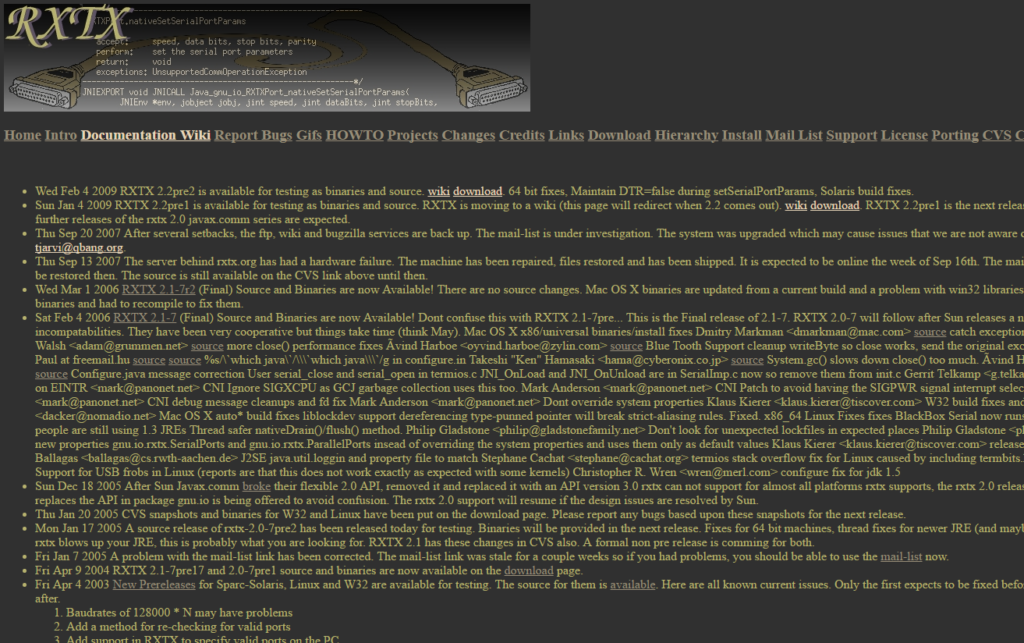 RXTX
RXTXPort.nativeSetSerialPortParams
accept: speed, data bits, stop bits, parity
perform: set the serial port parameters
return: void
exceptions: UnsupportedCommOperationException
----------------------------------------------------------*/
JNIEXPORT void JNICALL Java_gnu_io_RXTXPort_nativeSetSerialPortParams(
JNIEnv *env, jobject jobj, jint speed, jint dataBits, jint stopBits,
Home Intro Documentation Wiki Report Bugs Gifs HOWTO Projects Changes Credits Links Download Hierarchy Install Mail List Support License Porting CVS C
• Wed Feb 4 2009 RXTX 2.2pre2 is available for testing as binaries and source. wiki download. 64 bit fixes, Maintain DTR=false during setSerialPortParams, Solaris build fixes.
• Sun Jan 4 2009 RXTX 2.2pre1 is available for testing as binaries and source. RXTX is moving to a wiki (this page will redirect when 2.2 comes out). wiki download. RXTX 2.2pre1 is the next relea
further releases of the rxtx 2.0 javax.comm series are expected.
• Thu Sep 20 2007 After several setbacks, the ftp, wiki and bugzilla services are back up. The mail-list is under investigation. The system was upgraded which may cause issues that we are not aware o
tjarvi@qbang.org.
• Thu Sep 13 2007 The server behind rxtx.org has had a hardware failure. The machine has been repaired, files restored and has been shipped. It is expected to be online the week of Sep 16th. The mai
be restored then. The source is still available on the CVS link above until then.
• Wed Mar 1 2006 RXTX 2.1-7r2 (Final) Source and Binaries are now Available! There are no source changes. Mac OS X binaries are updated from a current build and a problem with win32 libraries
binaries and had to recompile to fix them.
• Sat Feb 4 2006 RXTX 2.1-7 (Final) Source and Binaries are now Available! Dont confuse this with RXTX 2.1-7pre... This is the Final release of 2.1-7. RXTX 2.0-7 will follow after Sun releases a n
incompatabilities. They have been very cooperative but things take time (think May). Mac OS X x86/universal binaries/install fixes Dmitry Markman <dmarkman@mac.com> source catch exception
Walsh <adam@grummen.net> source more close() performance fixes Ãvind Harboe <oyvind.harboe@zylin.com> source Blue Tooth Support cleanup writeByte so close works, send the original exc
Paul at freemail.hu source source %s/\`which java\`/\\\`which java\\\`/g in configure.in Takeshi "Ken" Hamasaki <hama@cyberonix.co.jp> source System.gc() slows down close() too much. Ãvind H
source Configure.java message correction User serial_close and serial_open in termios.c JNI_OnLoad and JNI_OnUnload are in SerialImp.c now so remove them from init.c Gerrit Telkamp <g.telka
on EINTR <mark@panonet.net> CNI Ignore SIGXCPU as GCJ garbage collection uses this too. Mark Anderson <mark@panonet.net> CNI Patch to avoid having the SIGPWR signal interrupt selec
<mark@panonet.net> CNI debug message cleanups and fd fix Mark Anderson <mark@panonet.net> Dont override system properties Klaus Kierer <klaus.kierer@tiscover.com> W32 build fixes and
<dacker@nomadio.net> Mac OS X auto* build fixes liblockdev support dereferencing type-punned pointer will break strict-aliasing rules. Fixed. x86_64 Linux Fixes fixes BlackBox Serial now runs
people are still using 1.3 JREs Thread safer nativeDrain()/flush() method. Philip Gladstone <philip@gladstonefamily.net> Don't look for unexpected lockfiles in expected places Philip Gladstone <ph
new properties gnu.io.rxtx.SerialPorts and gnu.io.rxtx.ParallelPorts insead of overriding the system properties and uses them only as default values Klaus Kierer <klaus.kierer@tiscover.com> release
Ballagas <ballagas@cs.rwth-aachen.de> J2SE java.util.loggin and property file to match Stephane Cachat <stephane@cachat.org> termios stack overflow fix for Linux caused by including termbits.
Support for USB frobs in Linux (reports are that this does not work exactly as expected with some kernels) Christopher R. Wren <wren@merl.com> configure fix for jdk 1.5
• Sun Dec 18 2005 After Sun Javax.comm broke their flexible 2.0 API, removed it and replaced it with an API version 3.0 rxtx can not support for almost all platforms rxtx supports, the rxtx 2.0 releas
replaces the API in package gnu.io is being offered to avoid confusion. The rxtx 2.0 support will resume if the design issues are resolved by Sun.
• Thu Jan 20 2005 CVS snapshots and binaries for W32 and Linux have been put on the download page. Please report any bugs based upon these snapshots for the next release.
• Mon Jan 17 2005 A source release of rxtx-2.0-7pre2 has been released today for testing. Binaries will be provided in the next release. Fixes for 64 bit machines, thread fixes for newer JRE (and mayb
rxtx blows up your JRE, this is probably what you are looking for. RXTX 2.1 has these changes in CVS also. A formal non pre release is comming for both.
• Fri Jan 7 2005 A problem with the mail-list link has been corrected. The mail-list link was stale for a couple weeks so if you had problems, you should be able to use the mail-list now.
• Fri Apr 9 2004 RXTX 2.1-7pre17 and 2.0-7pre1 source and binaries are now available on the download page.
• Fri Apr 4 2003 New Prereleases for Sparc-Solaris, Linux and W32 are available for testing. The source for them is available. Here are all known current issues. Only the first expects to be fixed befo
after.
1. Baudrates of 128000 * N may have problems
2. Add a method for re-checking for valid ports
3. Add support in RXTX to specify valid ports on the PC